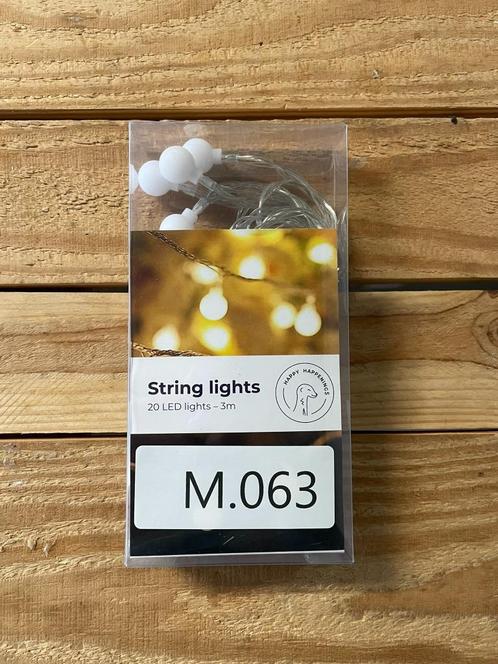 String lights
20 LED lights – 3m
HAPPY HAPPENINGS
M.063